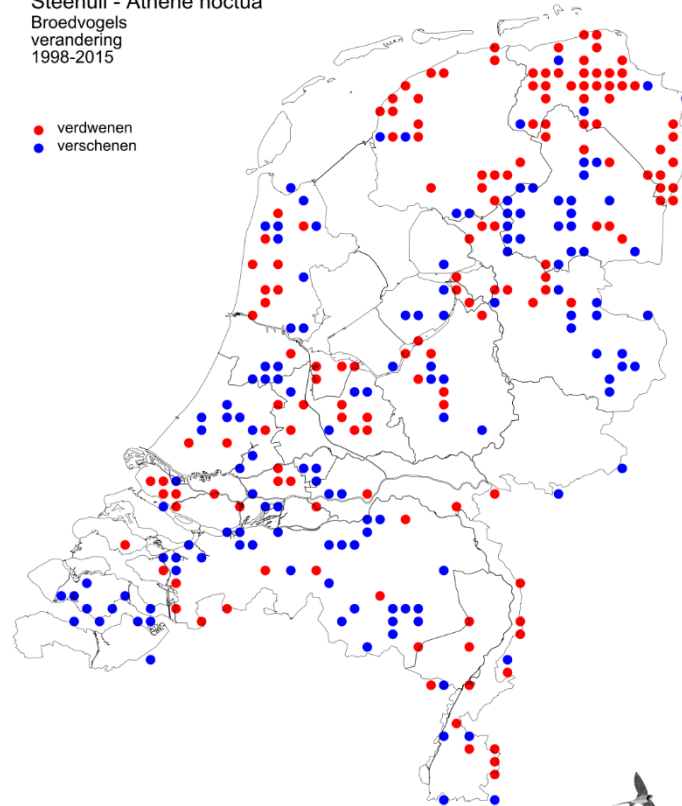 Steenuil - Athene noctua
Broedvogels
verandering
1998-2015
verdwenen
verschenen